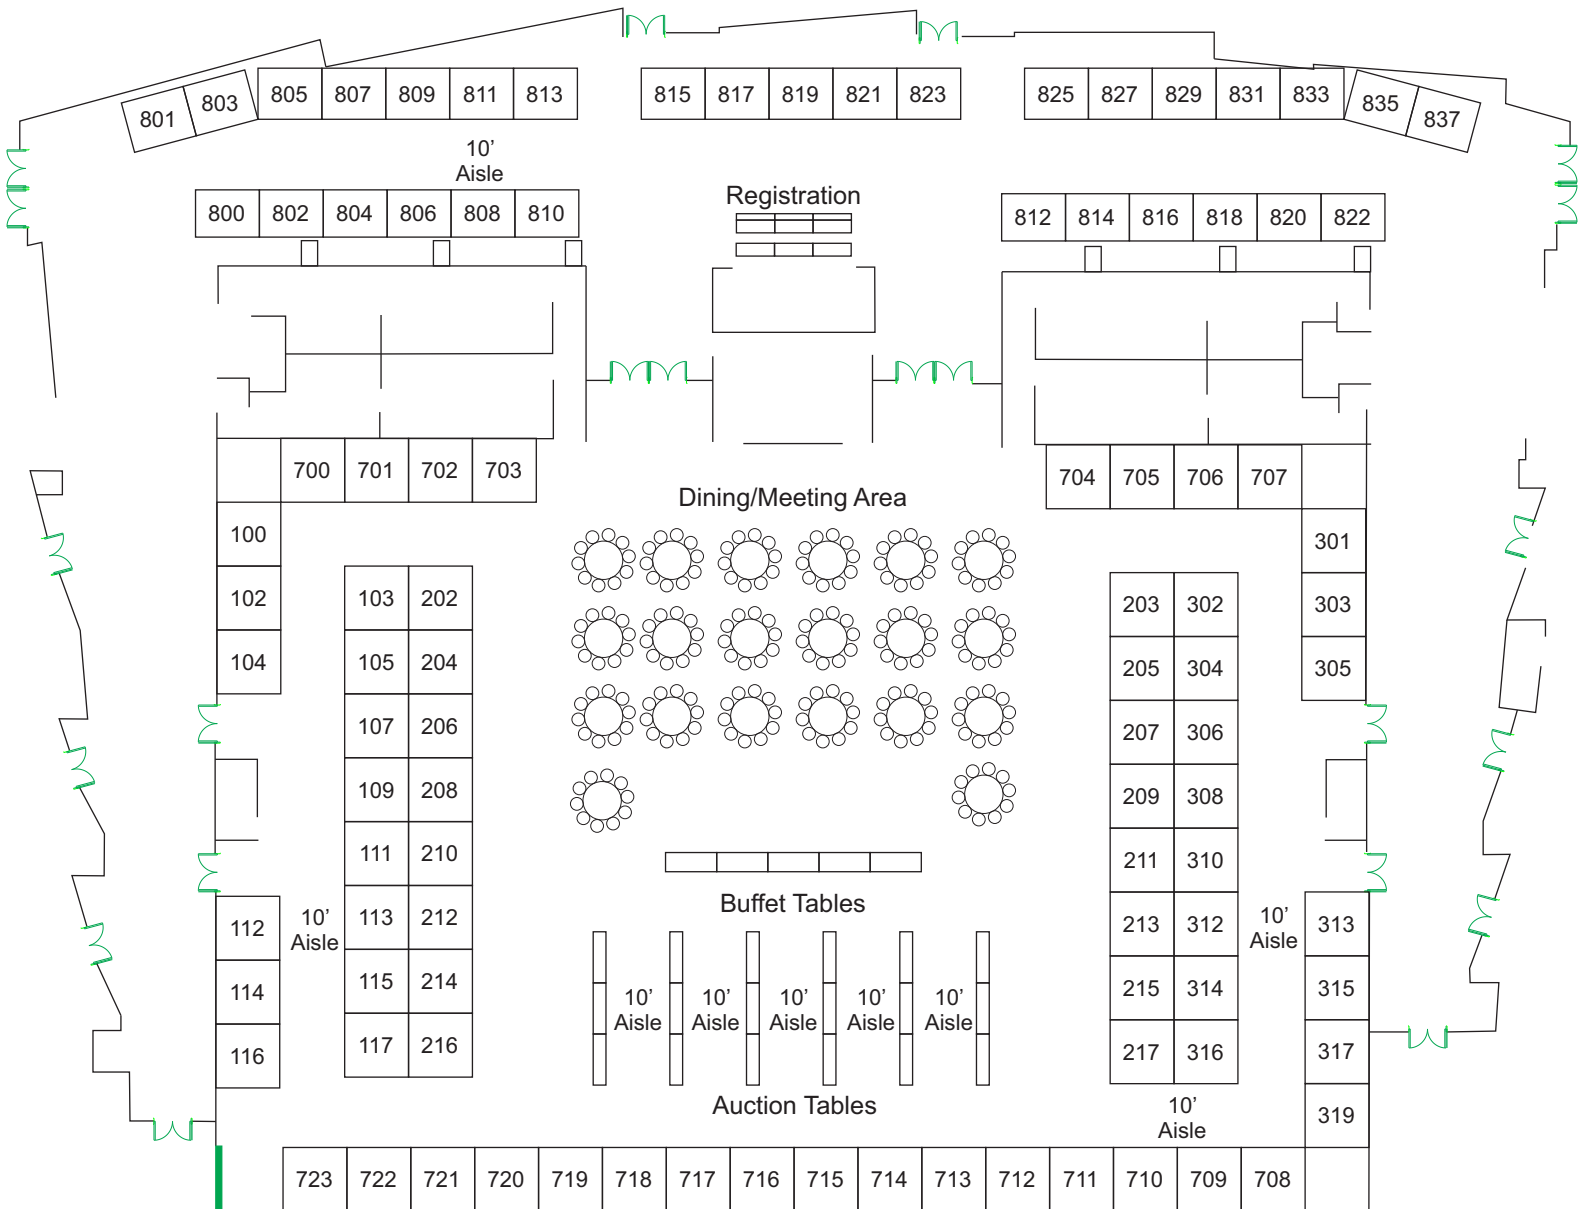 801 803 805 807 809 811 813 815 817 819 821 823 825 827 829 831 833 835 837
10’
Aisle
Registration
800 802 804 806 808 810 812 814 816 818 820 822
700 701 702 703 704 705 706 707
Dining/Meeting Area
100 301
102 103 202 203 302 303
104 105 204 205 304 305
107 206 207 306
109 208 209 308
111 210 211 310
Buffet Tables
112 10’ 113 212 213 312 10’ 313
Aisle Aisle
114 115 214 215 314 315
10’ 10’ 10’ 10’ 10’
Aisle Aisle Aisle Aisle Aisle
116 117 216 217 316 317
Auction Tables
10’
Aisle
319
723 722 721 720 719 718 717 716 715 714 713 712 711 710 709 708